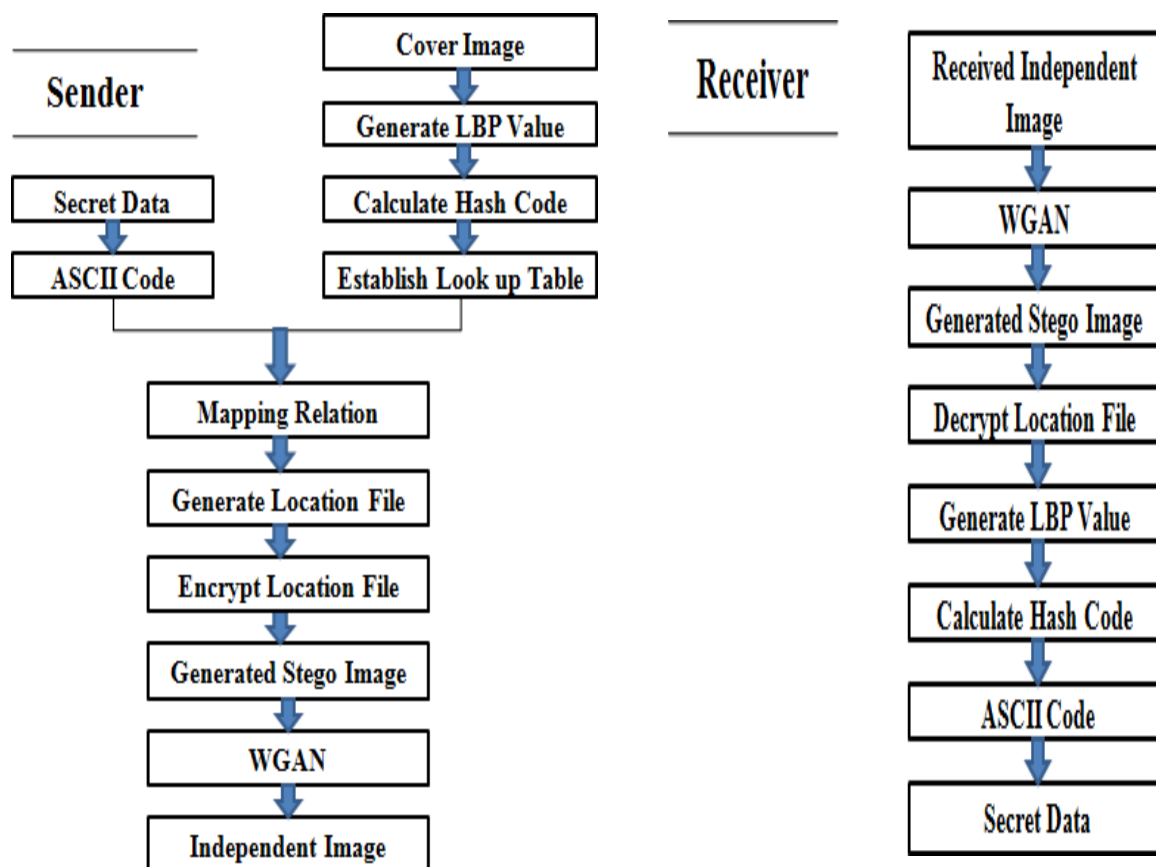 Sender
Cover Image
Generate LBP Value
Calculate Hash Code
Establish Look up Table
Secret Data
ASCII Code
Mapping Relation
Generate Location File
Encrypt Location File
Generated Stego Image
WGAN
Independent Image
Receiver
Received Independent
Image
WGAN
Generated Stego Image
Decrypt Location File
Generate LBP Value
Calculate Hash Code
ASCII Code
Secret Data